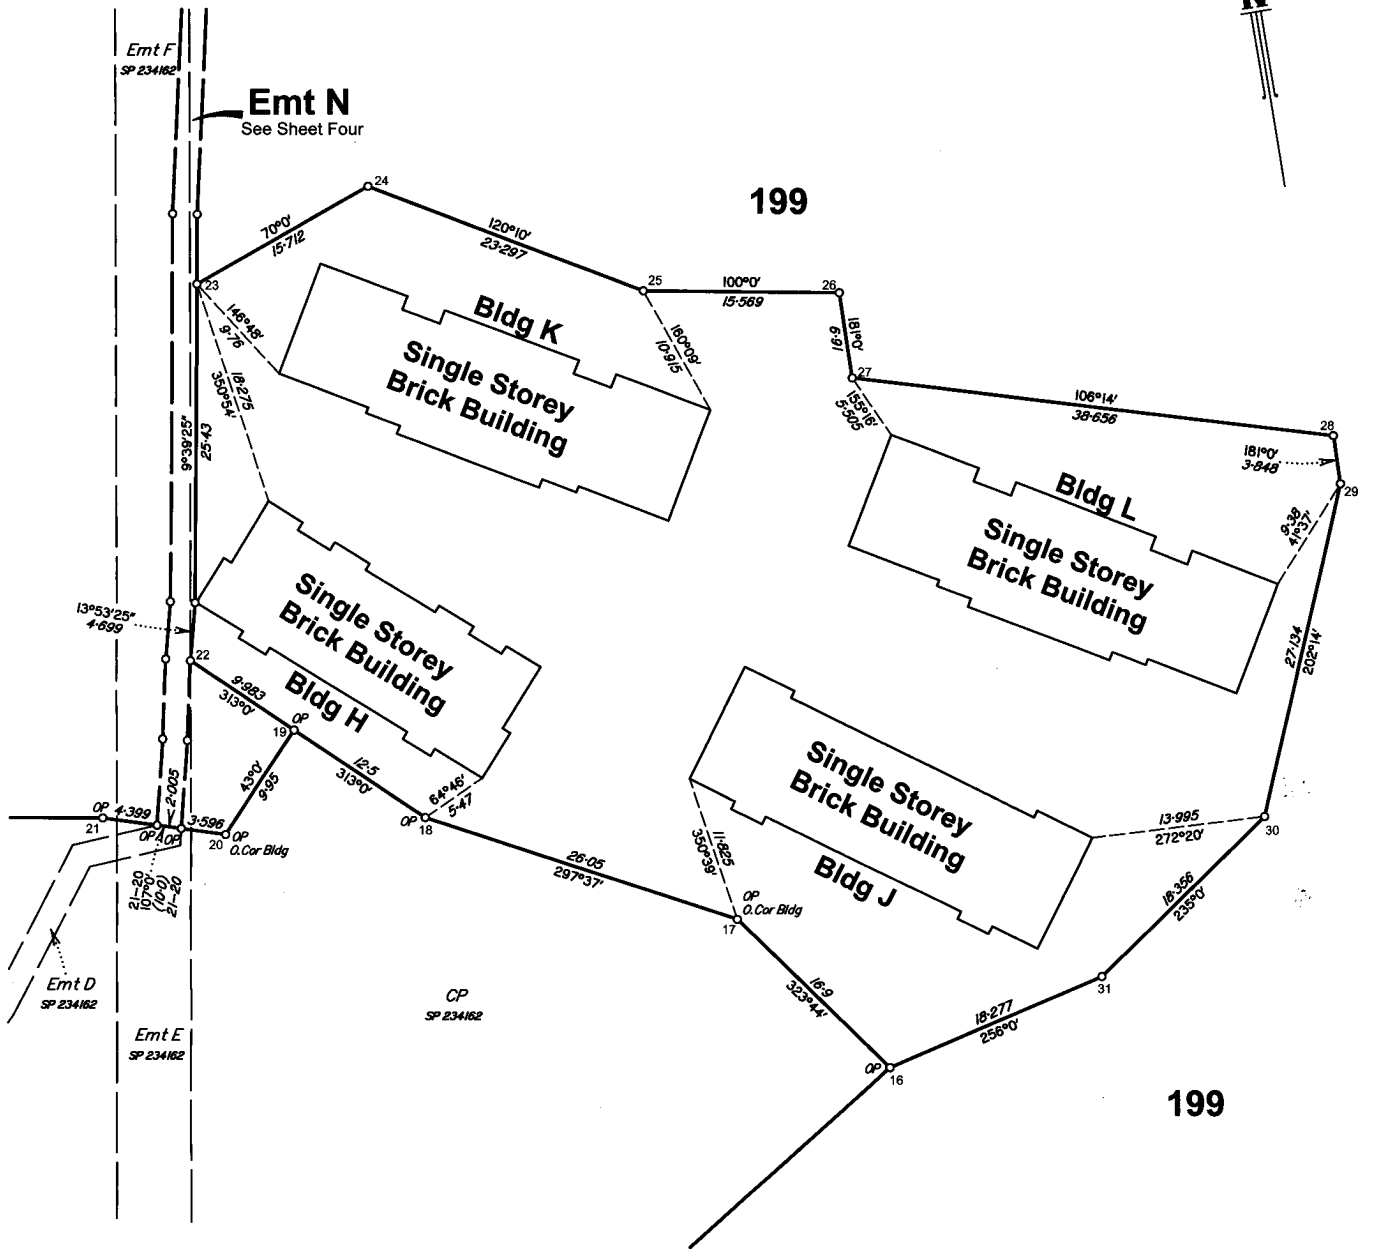 N
Emt F
SP 234162
Emt N
See Sheet Four
199
24
70°0'
15·712
120°10'
23·297
23
25
100°0'
15·569
26
181°0'
6·91
27
106°14'
38·656
28
181°0'
3·848
29
146°48'
9·76
18·275
350°54'
Bldg K
Single Storey
Brick Building
160°09'
10·915
155°16'
5·505
9°39'25"
25·43
Bldg L
Single Storey
Brick Building
9·38
41°37'
27·134
202°14'
13°53'25"
4·699
22
Single Storey
Brick Building
Bldg H
9·983
313°0'
19
OP
43°0'
9·95
12·5
313°0'
64°46'
5·47
OP
18
Single Storey
Brick Building
Bldg J
13·995
272°20'
30
OP
21
4·399
2·005
3·596
OP
OP
20
OP
O.Cor Bldg
21–20
107°0'
(10·0)
21–20
26·05
297°37'
11·825
350°39'
OP
O.Cor Bldg
17
18·356
235°0'
31
16·9
323°44'
18·277
256°0'
OP
16
Emt D
SP 234162
CP
SP 234162
Emt E
SP 234162
199